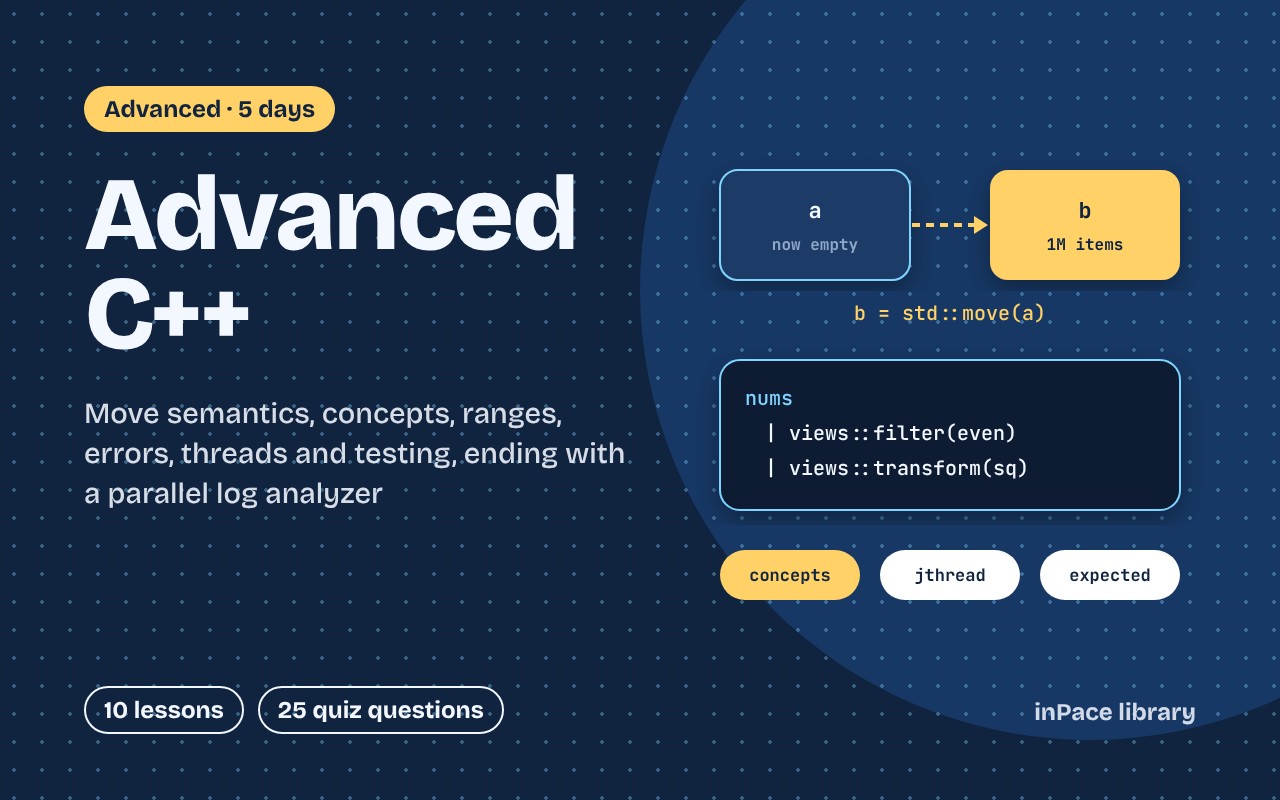 Advanced · 5 days
Advanced
C++
Move semantics, concepts, ranges,
errors, threads and testing, ending with
a parallel log analyzer
10 lessons
25 quiz questions
a
now empty
b
1M items
b = std::move(a)
nums
| views::filter(even)
| views::transform(sq)
concepts
jthread
expected
inPace library